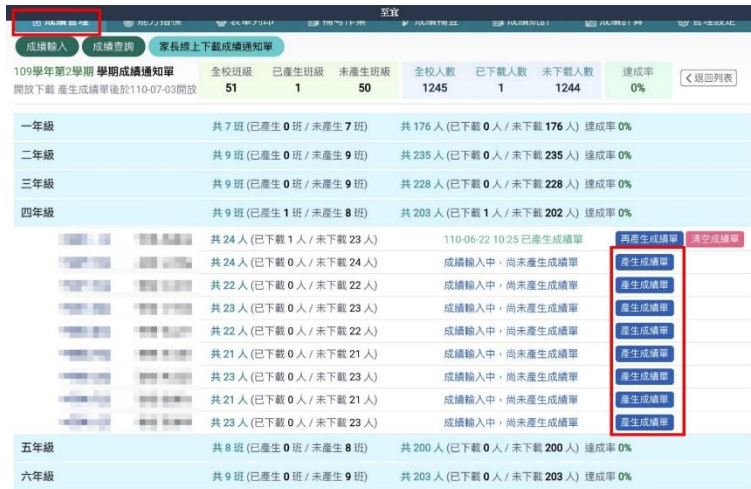 至宜
成績管理 能力指標 表單列印 補考作業 成績補登 成績統計 成績計算 管理設定
成績輸入 成績查詢 家長線上下載成績通知單
109學年第2學期 學期成績通知單 全校班級 已產生班級 未產生班級 全校人數 已下載人數 未下載人數 達成率 返回列表
開放下載 產生成績單後於110-07-03開放 51 1 50 1245 1 1244 0%
一年級 共 7 班 (已產生 0 班 / 未產生 7 班) 共 176 人 (已下載 0 人 / 未下載 176 人) 達成率 0%
二年級 共 9 班 (已產生 0 班 / 未產生 9 班) 共 235 人 (已下載 0 人 / 未下載 235 人) 達成率 0%
三年級 共 9 班 (已產生 0 班 / 未產生 9 班) 共 228 人 (已下載 0 人 / 未下載 228 人) 達成率 0%
四年級 共 9 班 (已產生 1 班 / 未產生 8 班) 共 203 人 (已下載 1 人 / 未下載 202 人) 達成率 0%
共 24 人 (已下載 1 人 / 未下載 23 人) 110-06-22 10:25 已產生成績單 再產生成績單 清空成績單
共 24 人 (已下載 0 人 / 未下載 24 人) 成績輸入中，尚未產生成績單 產生成績單
共 22 人 (已下載 0 人 / 未下載 22 人) 成績輸入中，尚未產生成績單 產生成績單
共 23 人 (已下載 0 人 / 未下載 23 人) 成績輸入中，尚未產生成績單 產生成績單
共 22 人 (已下載 0 人 / 未下載 22 人) 成績輸入中，尚未產生成績單 產生成績單
共 21 人 (已下載 0 人 / 未下載 21 人) 成績輸入中，尚未產生成績單 產生成績單
共 23 人 (已下載 0 人 / 未下載 23 人) 成績輸入中，尚未產生成績單 產生成績單
共 21 人 (已下載 0 人 / 未下載 21 人) 成績輸入中，尚未產生成績單 產生成績單
共 23 人 (已下載 0 人 / 未下載 23 人) 成績輸入中，尚未產生成績單 產生成績單
五年級 共 8 班 (已產生 0 班 / 未產生 8 班) 共 200 人 (已下載 0 人 / 未下載 200 人) 達成率 0%
六年級 共 9 班 (已產生 0 班 / 未產生 9 班) 共 203 人 (已下載 0 人 / 未下載 203 人) 達成率 0%